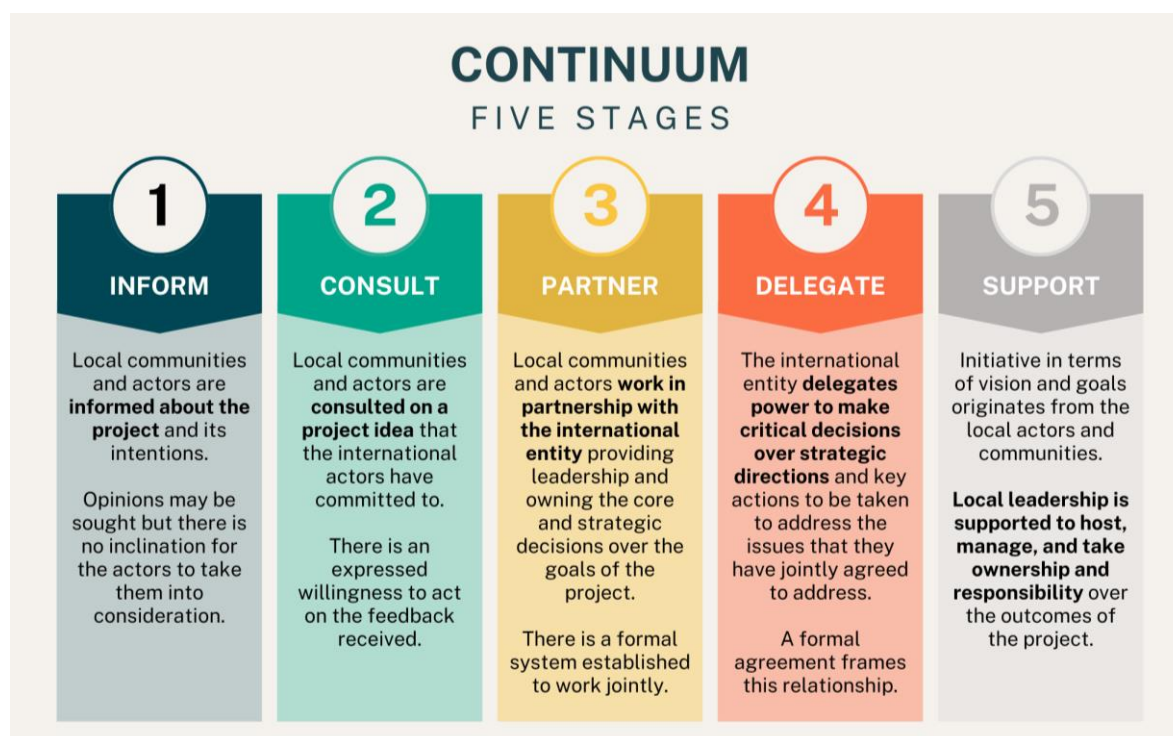 CONTINUUM
FIVE STAGES
1
INFORM
Local communities
and actors are
informed about the
project and its
intentions.
Opinions may be
sought but there is
no inclination for
the actors to take
them into
consideration.
2
CONSULT
Local communities
and actors are
consulted on a
project idea that
the international
actors have
committed to.
There is an
expressed
willingness to act
on the feedback
received.
3
PARTNER
Local communities
and actors work in
partnership with
the international
entity providing
leadership and
owning the core
and strategic
decisions over the
goals of the
project.
There is a formal
system established
to work jointly.
4
DELEGATE
The international
entity delegates
power to make
critical decisions
over strategic
directions and key
actions to be taken
to address the
issues that they
have jointly agreed
to address.
A formal
agreement frames
this relationship.
5
SUPPORT
Initiative in terms
of vision and goals
originates from the
local actors and
communities.
Local leadership is
supported to host,
manage, and take
ownership and
responsibility over
the outcomes of
the project.